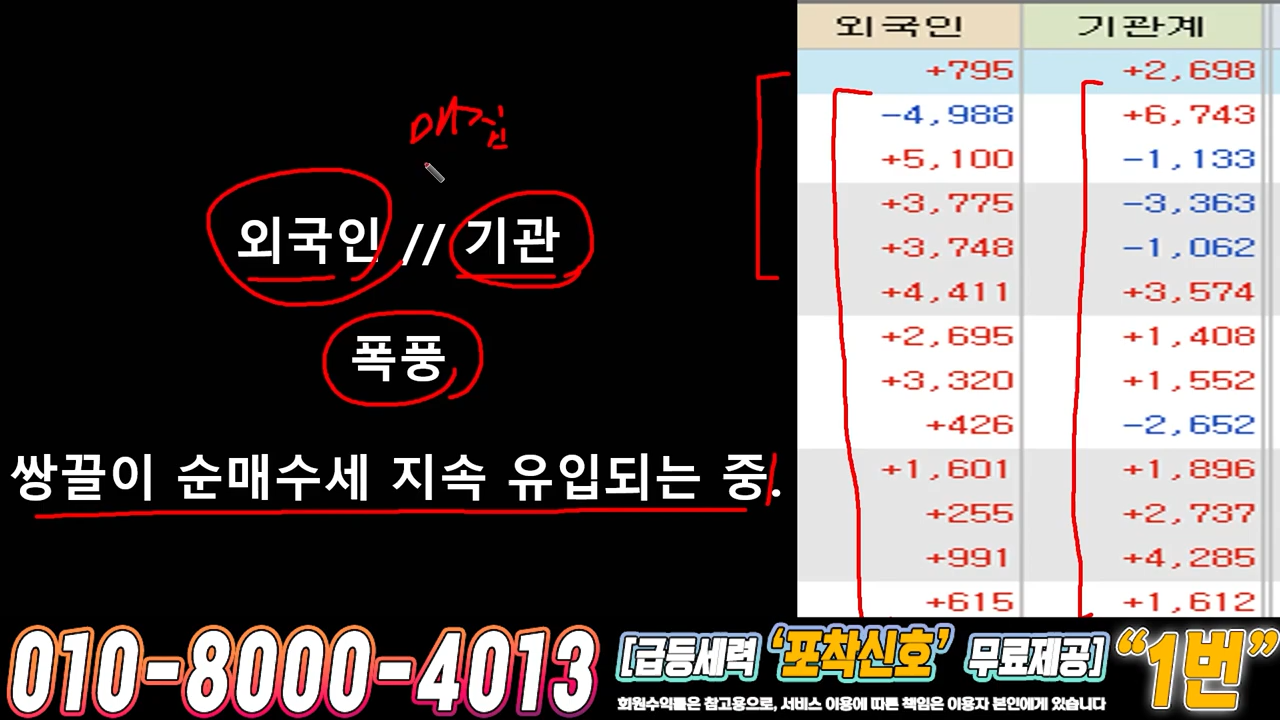 매집
외국인 // 기관
폭풍
쌍끌이 순매수세 지속 유입되는 중.
외국인 기관계
+795 +2,698
-4,988 +6,743
+5,100 -1,133
+3,775 -3,363
+3,748 -1,062
+4,411 +3,574
+2,695 +1,408
+3,320 +1,552
+426 -2,652
+1,601 +1,896
+255 +2,737
+991 +4,285
+615 +1,612
010-8000-4013 [급등세력 '포착신호' 무료제공] "1번"
회원수익률은 참고용으로, 서비스 이용에 따른 책임은 이용자 본인에게 있습니다